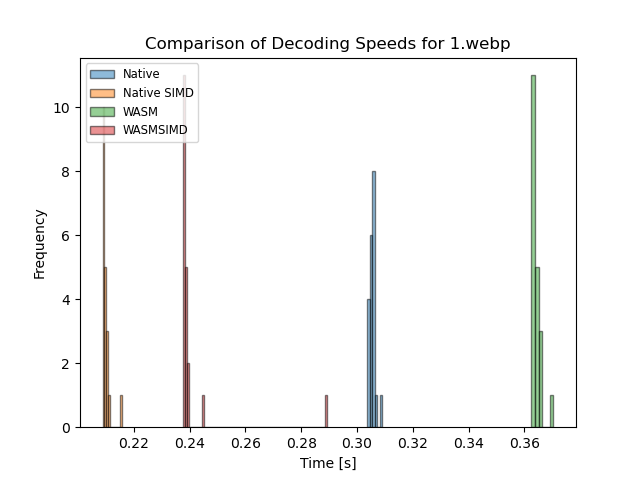 Comparison of Decoding Speeds for 1.webp
Native
Native SIMD
WASM
WASMSIMD
10
8
6
4
2
0
Frequency
0.22 0.24 0.26 0.28 0.30 0.32 0.34 0.36
Time [s]